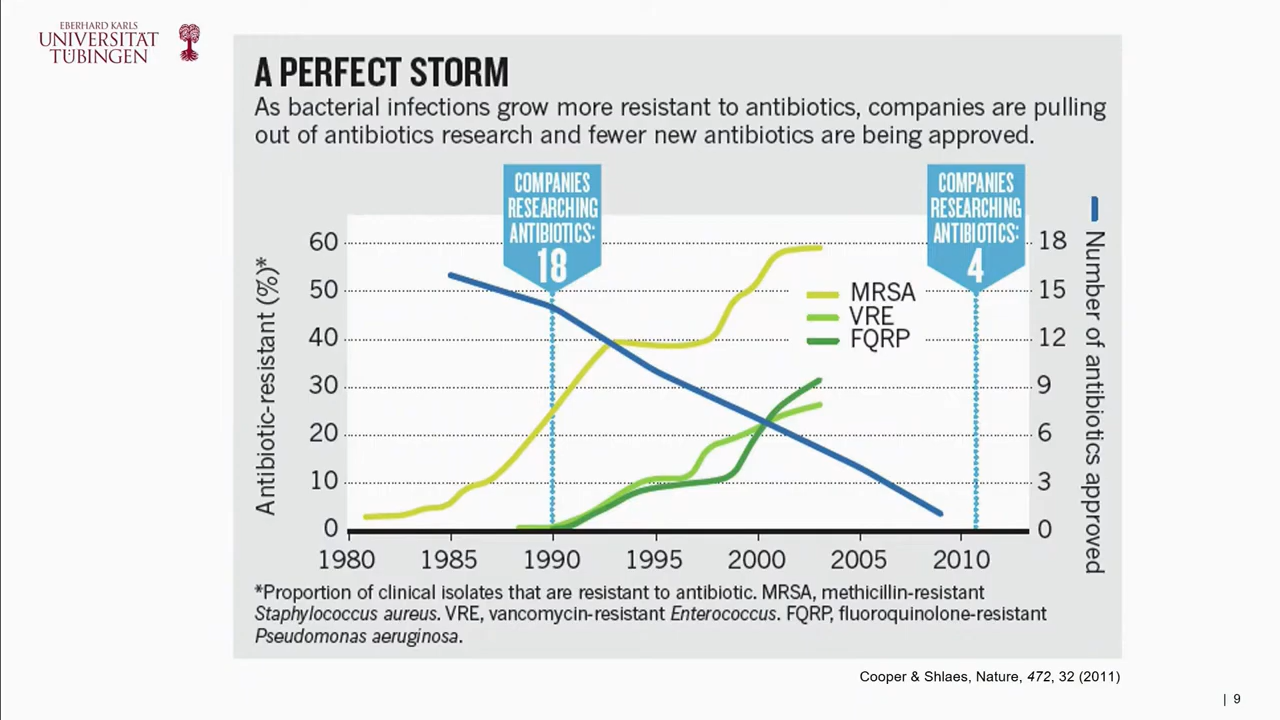 EBERHARD KARLS
UNIVERSITÄT
TÜBINGEN
A PERFECT STORM
As bacterial infections grow more resistant to antibiotics, companies are pulling
out of antibiotics research and fewer new antibiotics are being approved.
COMPANIES
RESEARCHING
ANTIBIOTICS:
18
COMPANIES
RESEARCHING
ANTIBIOTICS:
4
Antibiotic-resistant (%)*
60
50
40
30
20
10
0
MRSA
VRE
FQRP
18
15
12
9
6
3
0
Number of antibiotics approved
1980 1985 1990 1995 2000 2005 2010
*Proportion of clinical isolates that are resistant to antibiotic. MRSA, methicillin-resistant
Staphylococcus aureus. VRE, vancomycin-resistant Enterococcus. FQRP, fluoroquinolone-resistant
Pseudomonas aeruginosa.
Cooper & Shlaes, Nature, 472, 32 (2011)
| 9